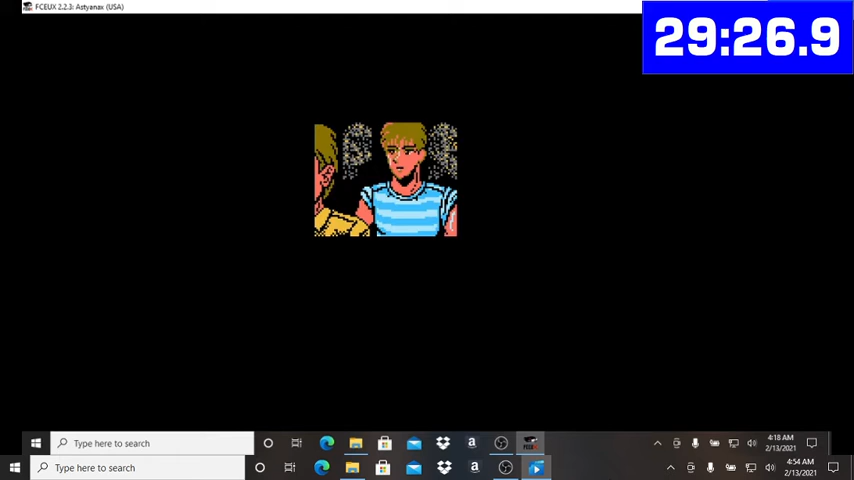 FCEUX 2.2.3: Astyanax (USA)
29:26.9
Type here to search
a
4:18 AM
2/13/2021
Type here to search
a
4:54 AM
2/13/2021